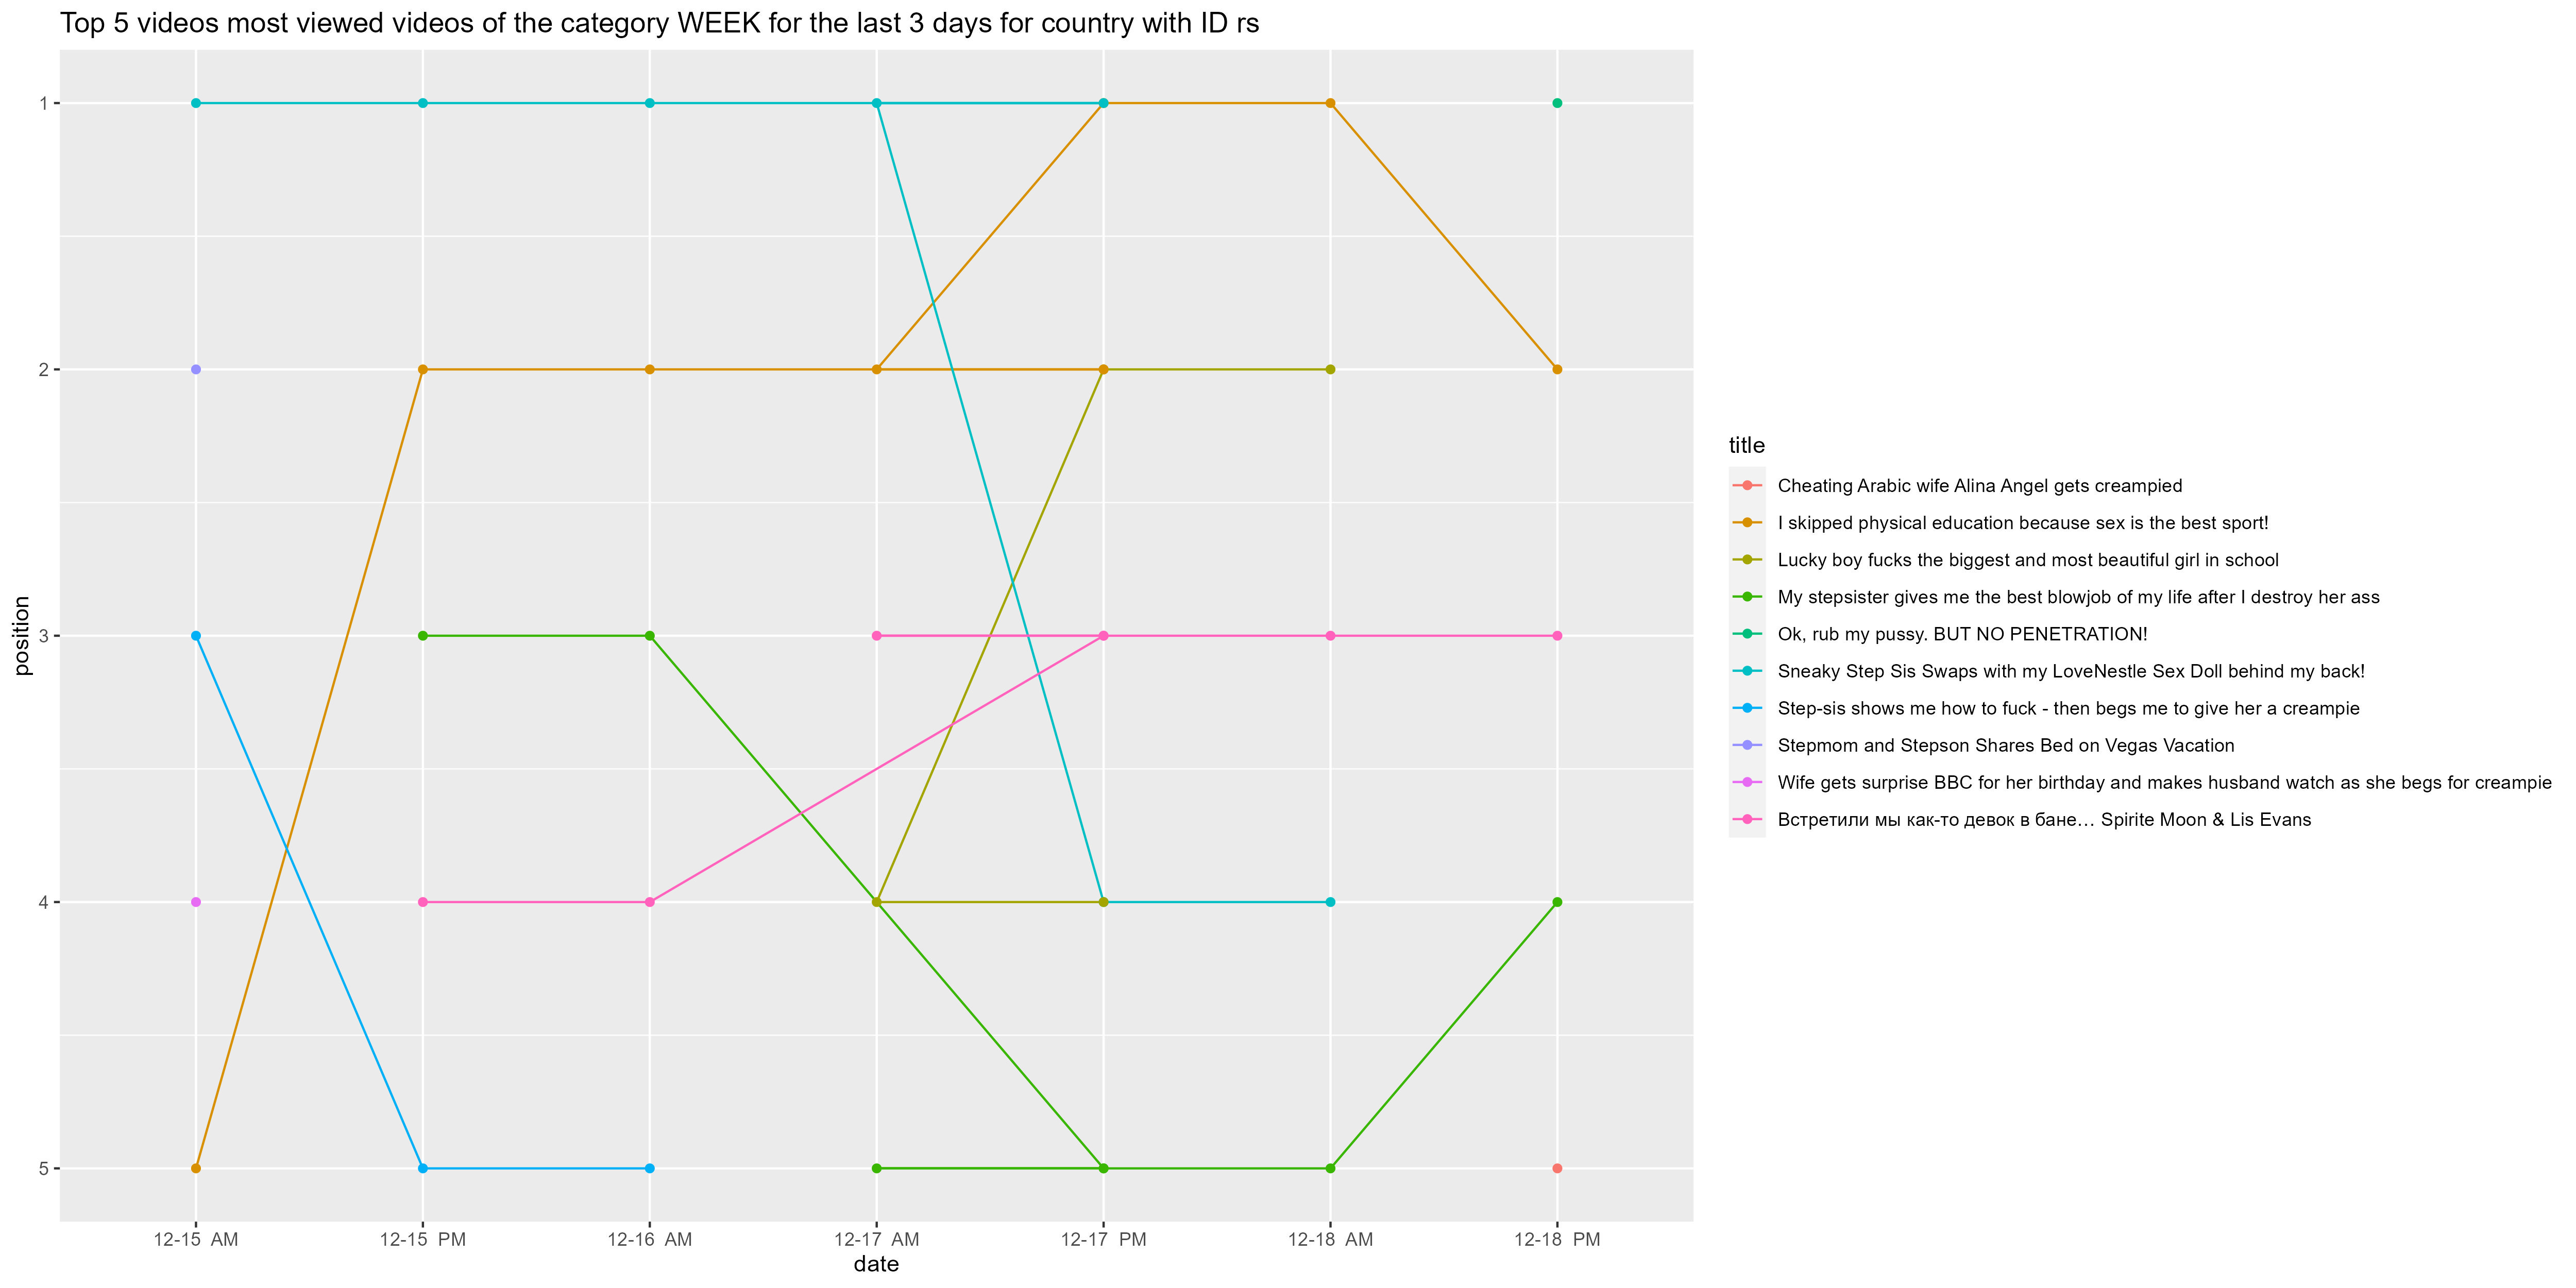 Top 5 videos most viewed videos of the category WEEK for the last 3 days for country with ID rs
position
1
2
3
4
5
12-15 AM
12-15 PM
12-16 AM
12-17 AM
12-17 PM
12-18 AM
12-18 PM
date
title
Cheating Arabic wife Alina Angel gets creampied
I skipped physical education because sex is the best sport!
Lucky boy fucks the biggest and most beautiful girl in school
My stepsister gives me the best blowjob of my life after I destroy her ass
Ok, rub my pussy. BUT NO PENETRATION!
Sneaky Step Sis Swaps with my LoveNestle Sex Doll behind my back!
Step-sis shows me how to fuck - then begs me to give her a creampie
Stepmom and Stepson Shares Bed on Vegas Vacation
Wife gets surprise BBC for her birthday and makes husband watch as she begs for creampie
Встретили мы как-то девок в бане… Spirite Moon & Lis Evans